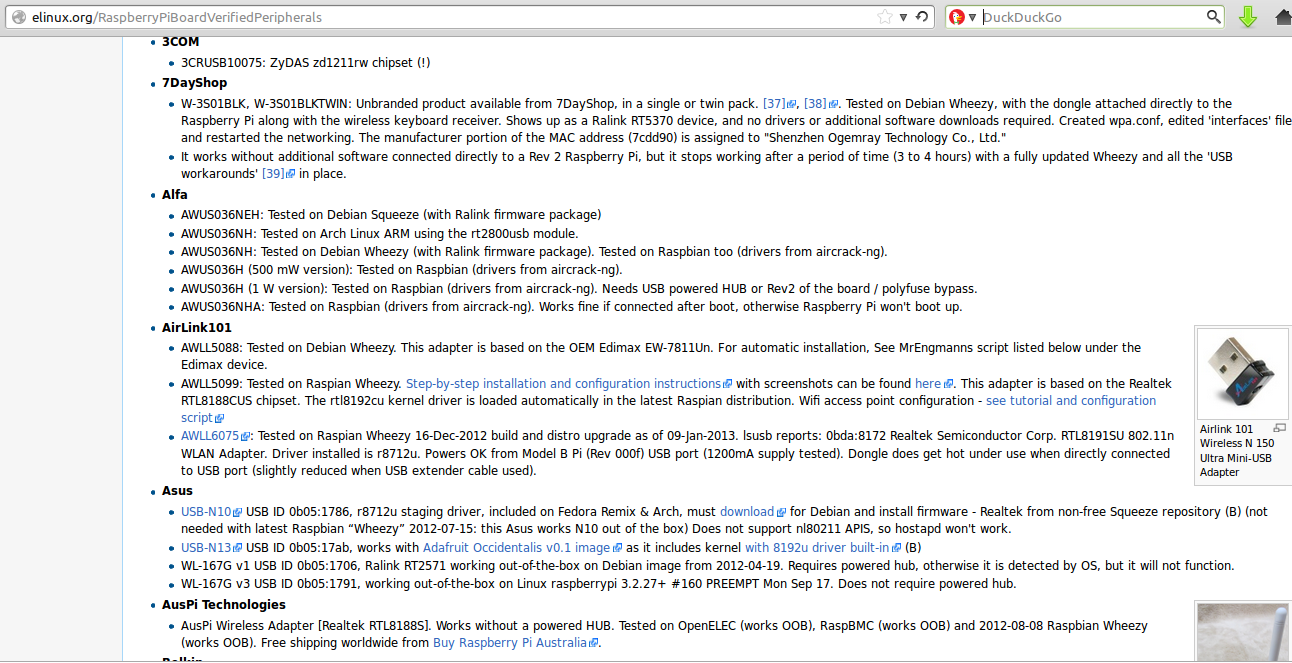 elinux.org/RaspberryPiBoardVerifiedPeripherals
DuckDuckGo
3COM
3CRUSB10075: ZyDAS zd1211rw chipset (!)
7DayShop
W-3S01BLK, W-3S01BLKTWIN: Unbranded product available from 7DayShop, in a single or twin pack. [37], [38]. Tested on Debian Wheezy, with the dongle attached directly to the
Raspberry Pi along with the wireless keyboard receiver. Shows up as a Ralink RT5370 device, and no drivers or additional software downloads required. Created wpa.conf, edited 'interfaces' file
and restarted the networking. The manufacturer portion of the MAC address (7cdd90) is assigned to "Shenzhen Ogemray Technology Co., Ltd."
It works without additional software connected directly to a Rev 2 Raspberry Pi, but it stops working after a period of time (3 to 4 hours) with a fully updated Wheezy and all the 'USB
workarounds' [39] in place.
Alfa
AWUS036NEH: Tested on Debian Squeeze (with Ralink firmware package)
AWUS036NH: Tested on Arch Linux ARM using the rt2800usb module.
AWUS036NH: Tested on Debian Wheezy (with Ralink firmware package). Tested on Raspbian too (drivers from aircrack-ng).
AWUS036H (500 mW version): Tested on Raspbian (drivers from aircrack-ng).
AWUS036H (1 W version): Tested on Raspbian (drivers from aircrack-ng). Needs USB powered HUB or Rev2 of the board / polyfuse bypass.
AWUS036NHA: Tested on Raspbian (drivers from aircrack-ng). Works fine if connected after boot, otherwise Raspberry Pi won't boot up.
AirLink101
AWLL5088: Tested on Debian Wheezy. This adapter is based on the OEM Edimax EW-7811Un. For automatic installation, See MrEngmanns script listed below under the
Edimax device.
AWLL5099: Tested on Raspian Wheezy. Step-by-step installation and configuration instructions with screenshots can be found here. This adapter is based on the Realtek
RTL8188CUS chipset. The rtl8192cu kernel driver is loaded automatically in the latest Raspian distribution. Wifi access point configuration - see tutorial and configuration
script
AWLL6075: Tested on Raspian Wheezy 16-Dec-2012 build and distro upgrade as of 09-Jan-2013. lsusb reports: 0bda:8172 Realtek Semiconductor Corp. RTL8191SU 802.11n
WLAN Adapter. Driver installed is r8712u. Powers OK from Model B Pi (Rev 000f) USB port (1200mA supply tested). Dongle does get hot under use when directly connected
to USB port (slightly reduced when USB extender cable used).
Airlink 101
Wireless N 150
Ultra Mini-USB
Adapter
Asus
USB-N10 USB ID 0b05:1786, r8712u staging driver, included on Fedora Remix & Arch, must download for Debian and install firmware - Realtek from non-free Squeeze repository (B) (not
needed with latest Raspbian “Wheezy” 2012-07-15: this Asus works N10 out of the box) Does not support nl80211 APIS, so hostapd won't work.
USB-N13 USB ID 0b05:17ab, works with Adafruit Occidentalis v0.1 image as it includes kernel with 8192u driver built-in (B)
WL-167G v1 USB ID 0b05:1706, Ralink RT2571 working out-of-the-box on Debian image from 2012-04-19. Requires powered hub, otherwise it is detected by OS, but it will not function.
WL-167G v3 USB ID 0b05:1791, working out-of-the-box on Linux raspberrypi 3.2.27+ #160 PREEMPT Mon Sep 17. Does not require powered hub.
AusPi Technologies
AusPi Wireless Adapter [Realtek RTL8188S]. Works without a powered HUB. Tested on OpenELEC (works OOB), RaspBMC (works OOB) and 2012-08-08 Raspbian Wheezy
(works OOB). Free shipping worldwide from Buy Raspberry Pi Australia.